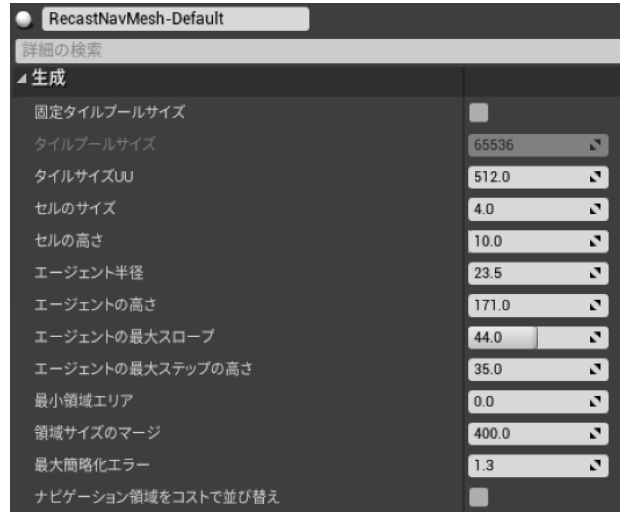 RecastNavMesh-Default
詳細の検索
生成
固定タイルプールサイズ
タイルプールサイズ 65536
タイルサイズUU 512.0
セルのサイズ 4.0
セルの高さ 10.0
エージェント半径 23.5
エージェントの高さ 171.0
エージェントの最大スロープ 44.0
エージェントの最大ステップの高さ 35.0
最小領域エリア 0.0
領域サイズのマージ 400.0
最大簡略化エラー 1.3
ナビゲーション領域をコストで並び替え